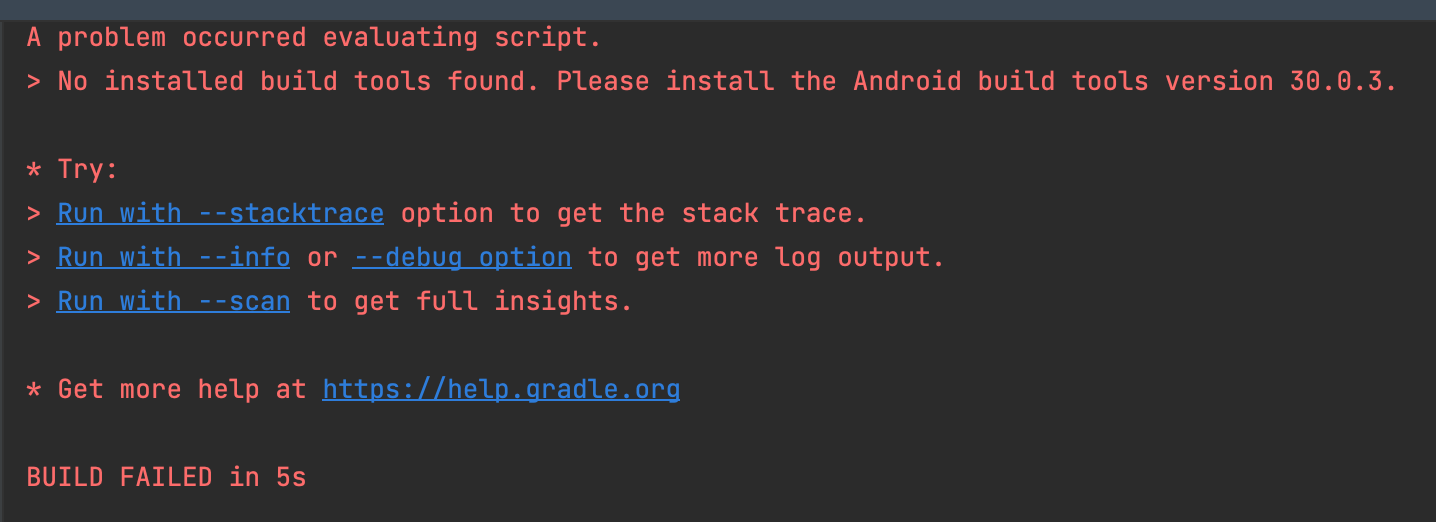 A problem occurred evaluating script.
> No installed build tools found. Please install the Android build tools version 30.0.3.
* Try:
> Run with --stacktrace option to get the stack trace.
> Run with --info or --debug option to get more log output.
> Run with --scan to get full insights.
* Get more help at https://help.gradle.org
BUILD FAILED in 5s